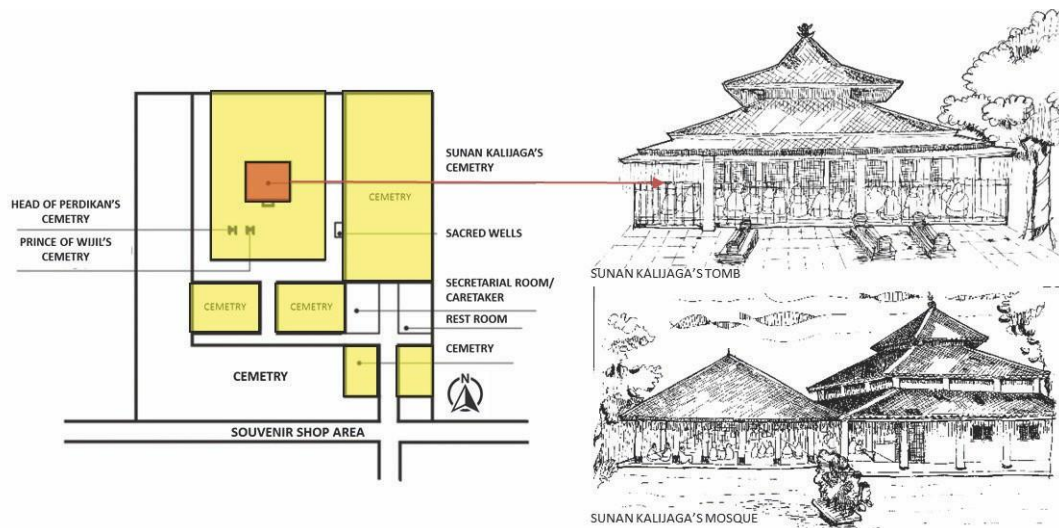 HEAD OF PERDIKAN'S
CEMETRY
PRINCE OF WIJIL'S
CEMETRY
CEMETRY
SUNAN KALIJAGA'S
CEMETRY
SACRED WELLS
CEMETRY
CEMETRY
SECRETARIAL ROOM/
CARETAKER
REST ROOM
CEMETRY
CEMETRY
N
SOUVENIR SHOP AREA
SUNAN KALIJAGA'S TOMB
SUNAN KALIJAGA'S MOSQUE